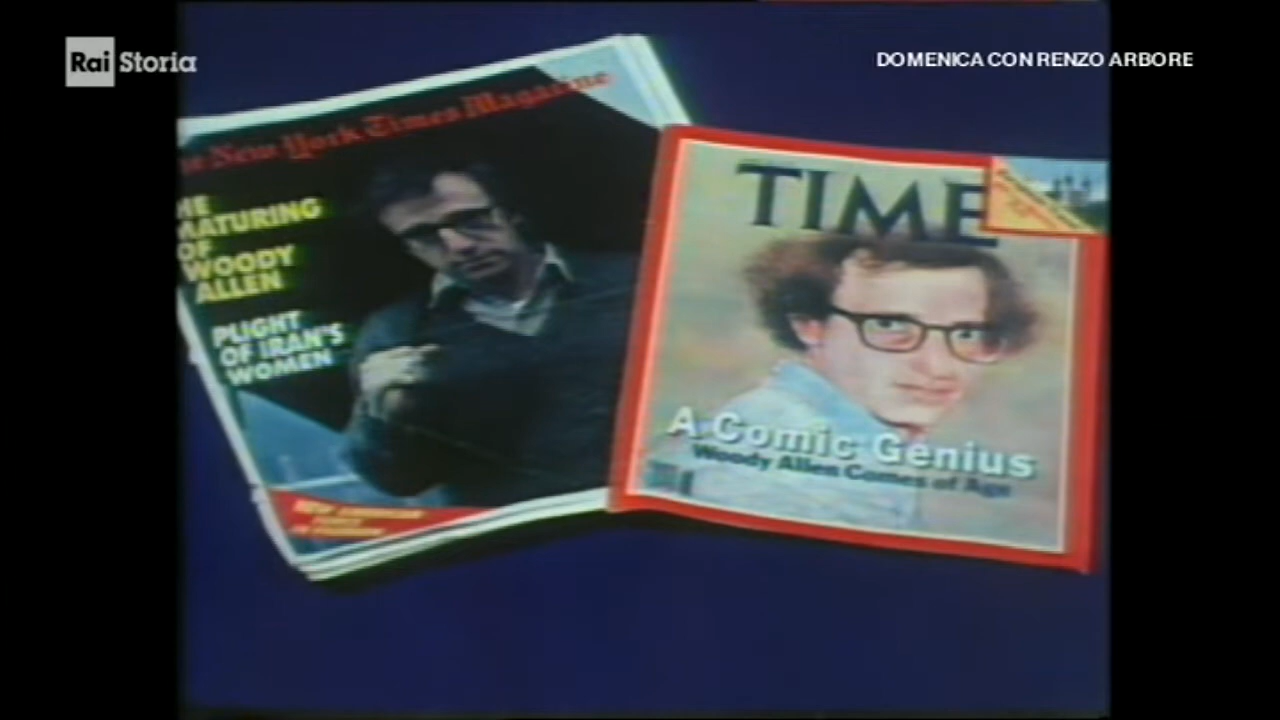 Rai Storia
DOMENICA CON RENZO ARBORE
New York Times Magazine
MATURING
OF
WOODY
ALLEN
PLIGHT
OF IRAN'S
WOMEN
TIME
A Comic Genius
Woody Allen Comes of Age